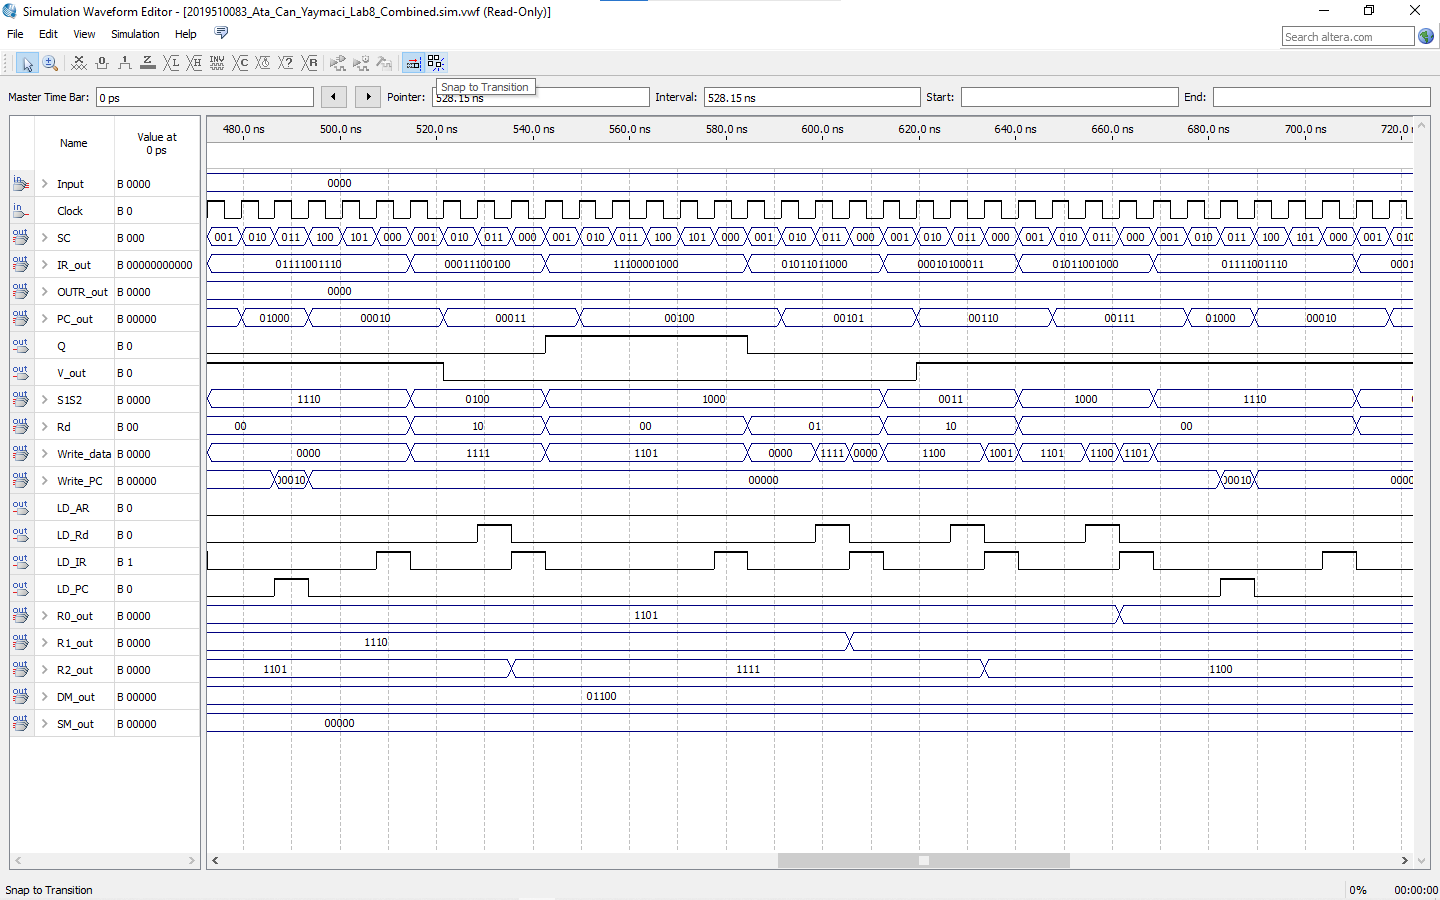 Simulation Waveform Editor - [2019510083_Ata_Can_Yaymaci_Lab8_Combined.sim.vwf (Read-Only)]
File Edit View Simulation Help
Search altera.com
Snap to Transition
Master Time Bar: 0 ps Pointer: 528.15 ns Interval: 528.15 ns Start: End:
Name Value at 0 ps
480.0 ns 500.0 ns 520.0 ns 540.0 ns 560.0 ns 580.0 ns 600.0 ns 620.0 ns 640.0 ns 660.0 ns 680.0 ns 700.0 ns 720.0
Input B 0000 0000
Clock B 0
SC B 000 001 010 011 100 101 000 001 010 011 000 001 010 011 100 101 000 001 010 011 000 001 010 011 000 001 010 011 000 001 010 011 100 101 000 001 010
IR_out B 00000000000 01111001110 00011100100 11100001000 01011011000 00010100011 01011001000 01111001110 0001
OUTR_out B 0000 0000
PC_out B 00000 01000 00010 00011 00100 00101 00110 00111 01000 00010
Q B 0
V_out B 0
S1S2 B 0000 1110 0100 1000 0011 1000 1110
Rd B 00 00 10 00 01 10 00
Write_data B 0000 0000 1111 1101 0000 1111 0000 1100 1001 1101 1100 1101
Write_PC B 00000 00010 00000 00010 0000
LD_AR B 0
LD_Rd B 0
LD_IR B 1
LD_PC B 0
R0_out B 0000 1101
R1_out B 0000 1110
R2_out B 0000 1101 1111 1100
DM_out B 00000 01100
SM_out B 00000 00000
Snap to Transition 0% 00:00:00